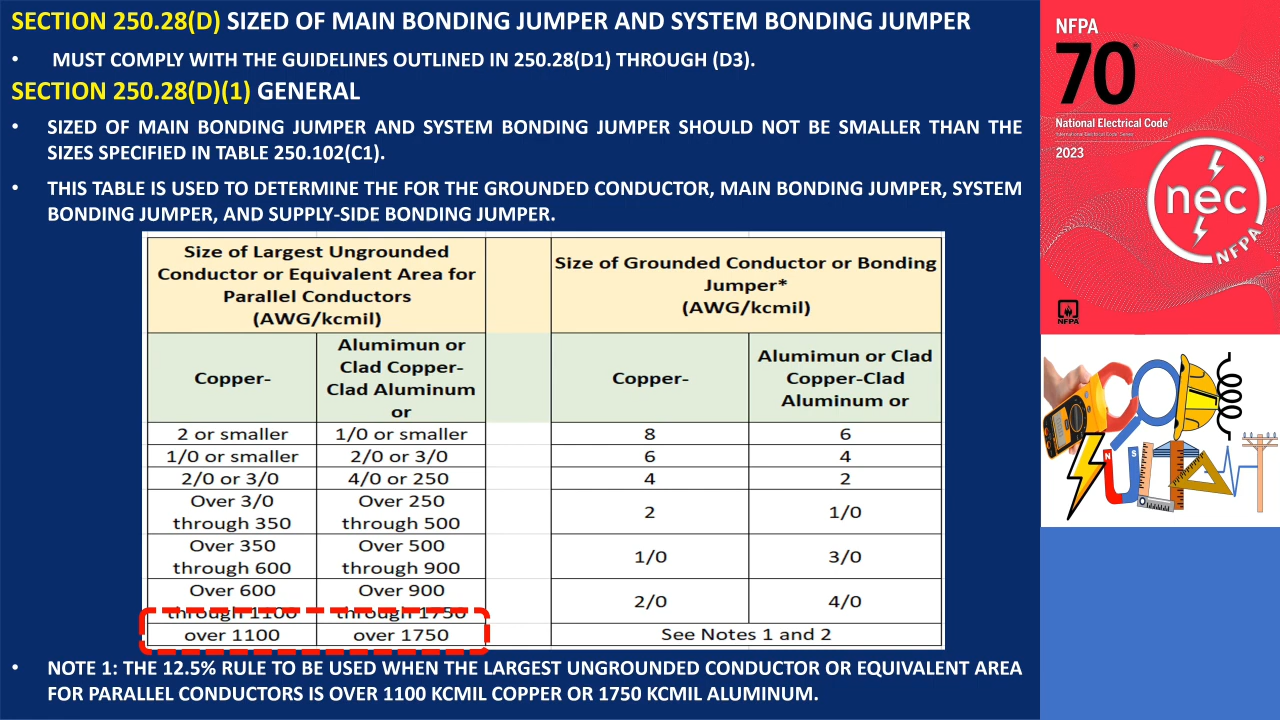 SECTION 250.28(D) SIZED OF MAIN BONDING JUMPER AND SYSTEM BONDING JUMPER
• MUST COMPLY WITH THE GUIDELINES OUTLINED IN 250.28(D1) THROUGH (D3).
SECTION 250.28(D)(1) GENERAL
• SIZED OF MAIN BONDING JUMPER AND SYSTEM BONDING JUMPER SHOULD NOT BE SMALLER THAN THE
SIZES SPECIFIED IN TABLE 250.102(C1).
• THIS TABLE IS USED TO DETERMINE THE FOR THE GROUNDED CONDUCTOR, MAIN BONDING JUMPER, SYSTEM
BONDING JUMPER, AND SUPPLY-SIDE BONDING JUMPER.
Size of Largest Ungrounded
Conductor or Equivalent Area for
Parallel Conductors
(AWG/kcmil)
Size of Grounded Conductor or Bonding
Jumper*
(AWG/kcmil)
Copper-
Alumimun or
Clad Copper-
Clad Aluminum
or
Copper-
Alumimun or Clad
Copper-Clad
Aluminum or
2 or smaller 1/0 or smaller 8 6
1/0 or smaller 2/0 or 3/0 6 4
2/0 or 3/0 4/0 or 250 4 2
Over 3/0
through 350
Over 250
through 500
2 1/0
Over 350
through 600
Over 500
through 900
1/0 3/0
Over 600
through 1100
Over 900
through 1750
2/0 4/0
over 1100 over 1750 See Notes 1 and 2
• NOTE 1: THE 12.5% RULE TO BE USED WHEN THE LARGEST UNGROUNDED CONDUCTOR OR EQUIVALENT AREA
FOR PARALLEL CONDUCTORS IS OVER 1100 KCMIL COPPER OR 1750 KCMIL ALUMINUM.
NFPA
70®
National Electrical Code®
International Electrical Code® Series
2023
nec®
NFPA
NFPA
N S